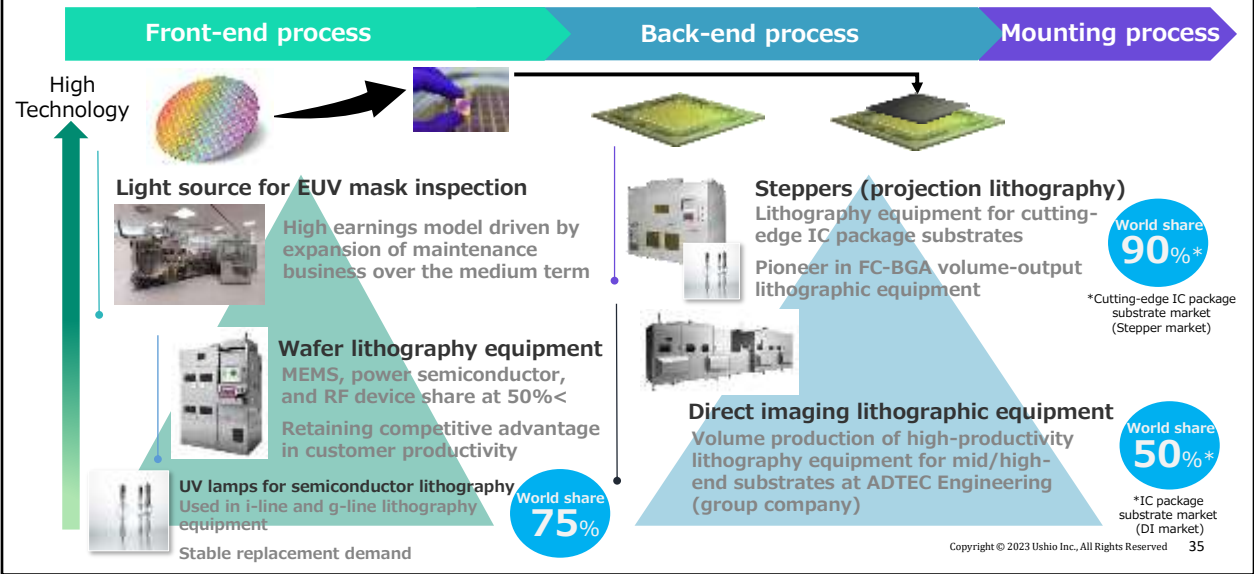 Front-end process
Back-end process
Mounting process
High
Technology
Light source for EUV mask inspection
High earnings model driven by
expansion of maintenance
business over the medium term
Wafer lithography equipment
MEMS, power semiconductor,
and RF device share at 50%<
Retaining competitive advantage
in customer productivity
UV lamps for semiconductor lithography
Used in i-line and g-line lithography
equipment
Stable replacement demand
World share
75%
Steppers (projection lithography)
Lithography equipment for cutting-
edge IC package substrates
Pioneer in FC-BGA volume-output
lithographic equipment
World share
90%*
*Cutting-edge IC package
substrate market
(Stepper market)
Direct imaging lithographic equipment
Volume production of high-productivity
lithography equipment for mid/high-
end substrates at ADTEC Engineering
(group company)
World share
50%*
*IC package
substrate market
(DI market)
Copyright © 2023 Ushio Inc., All Rights Reserved 35